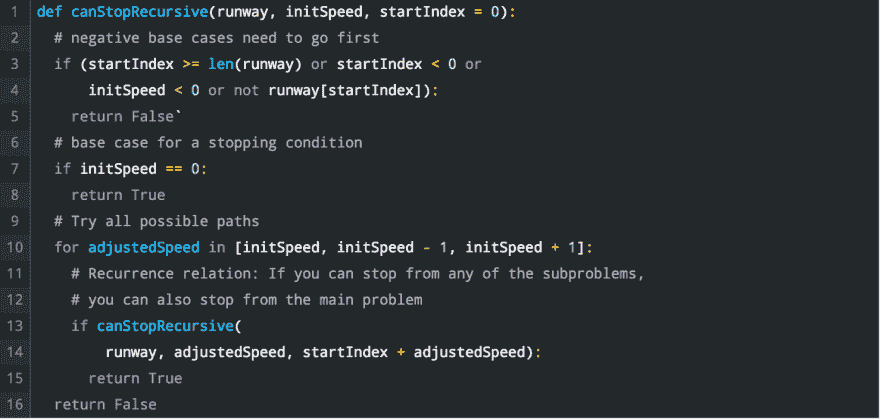 1 def canStopRecursive(runway, initSpeed, startIndex = 0):
2 # negative base cases need to go first
3 if (startIndex >= len(runway) or startIndex < 0 or
4 initSpeed < 0 or not runway[startIndex]):
5 return False`
6 # base case for a stopping condition
7 if initSpeed == 0:
8 return True
9 # Try all possible paths
10 for adjustedSpeed in [initSpeed, initSpeed - 1, initSpeed + 1]:
11 # Recurrence relation: If you can stop from any of the subproblems,
12 # you can also stop from the main problem
13 if canStopRecursive(
14 runway, adjustedSpeed, startIndex + adjustedSpeed):
15 return True
16 return False